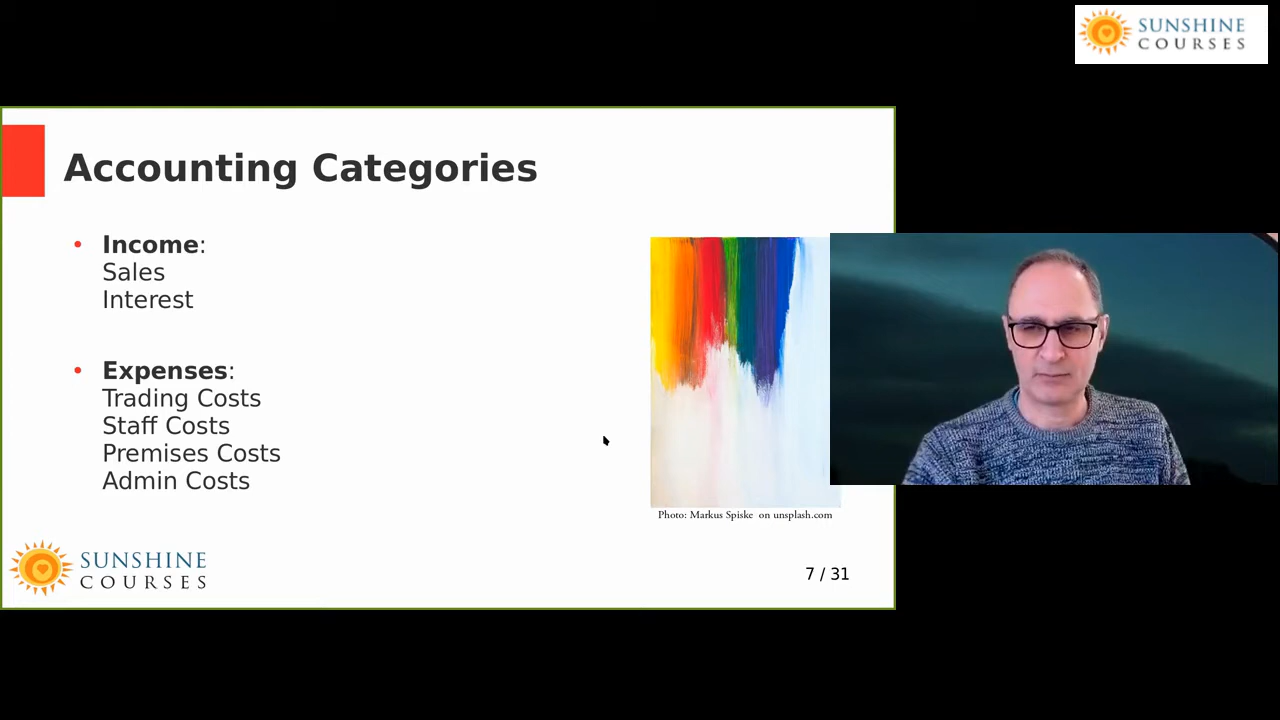 SUNSHINE
COURSES
Accounting Categories
• Income:
Sales
Interest
• Expenses:
Trading Costs
Staff Costs
Premises Costs
Admin Costs
Photo: Markus Spiske on unsplash.com
SUNSHINE
COURSES
7 / 31